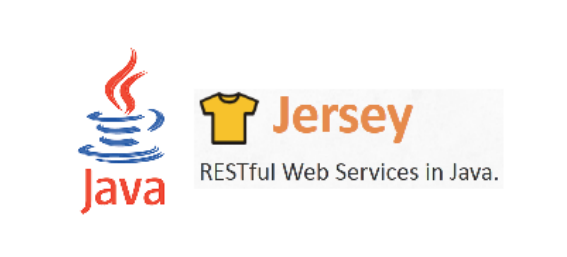 Java
Jersey
RESTful Web Services in Java.